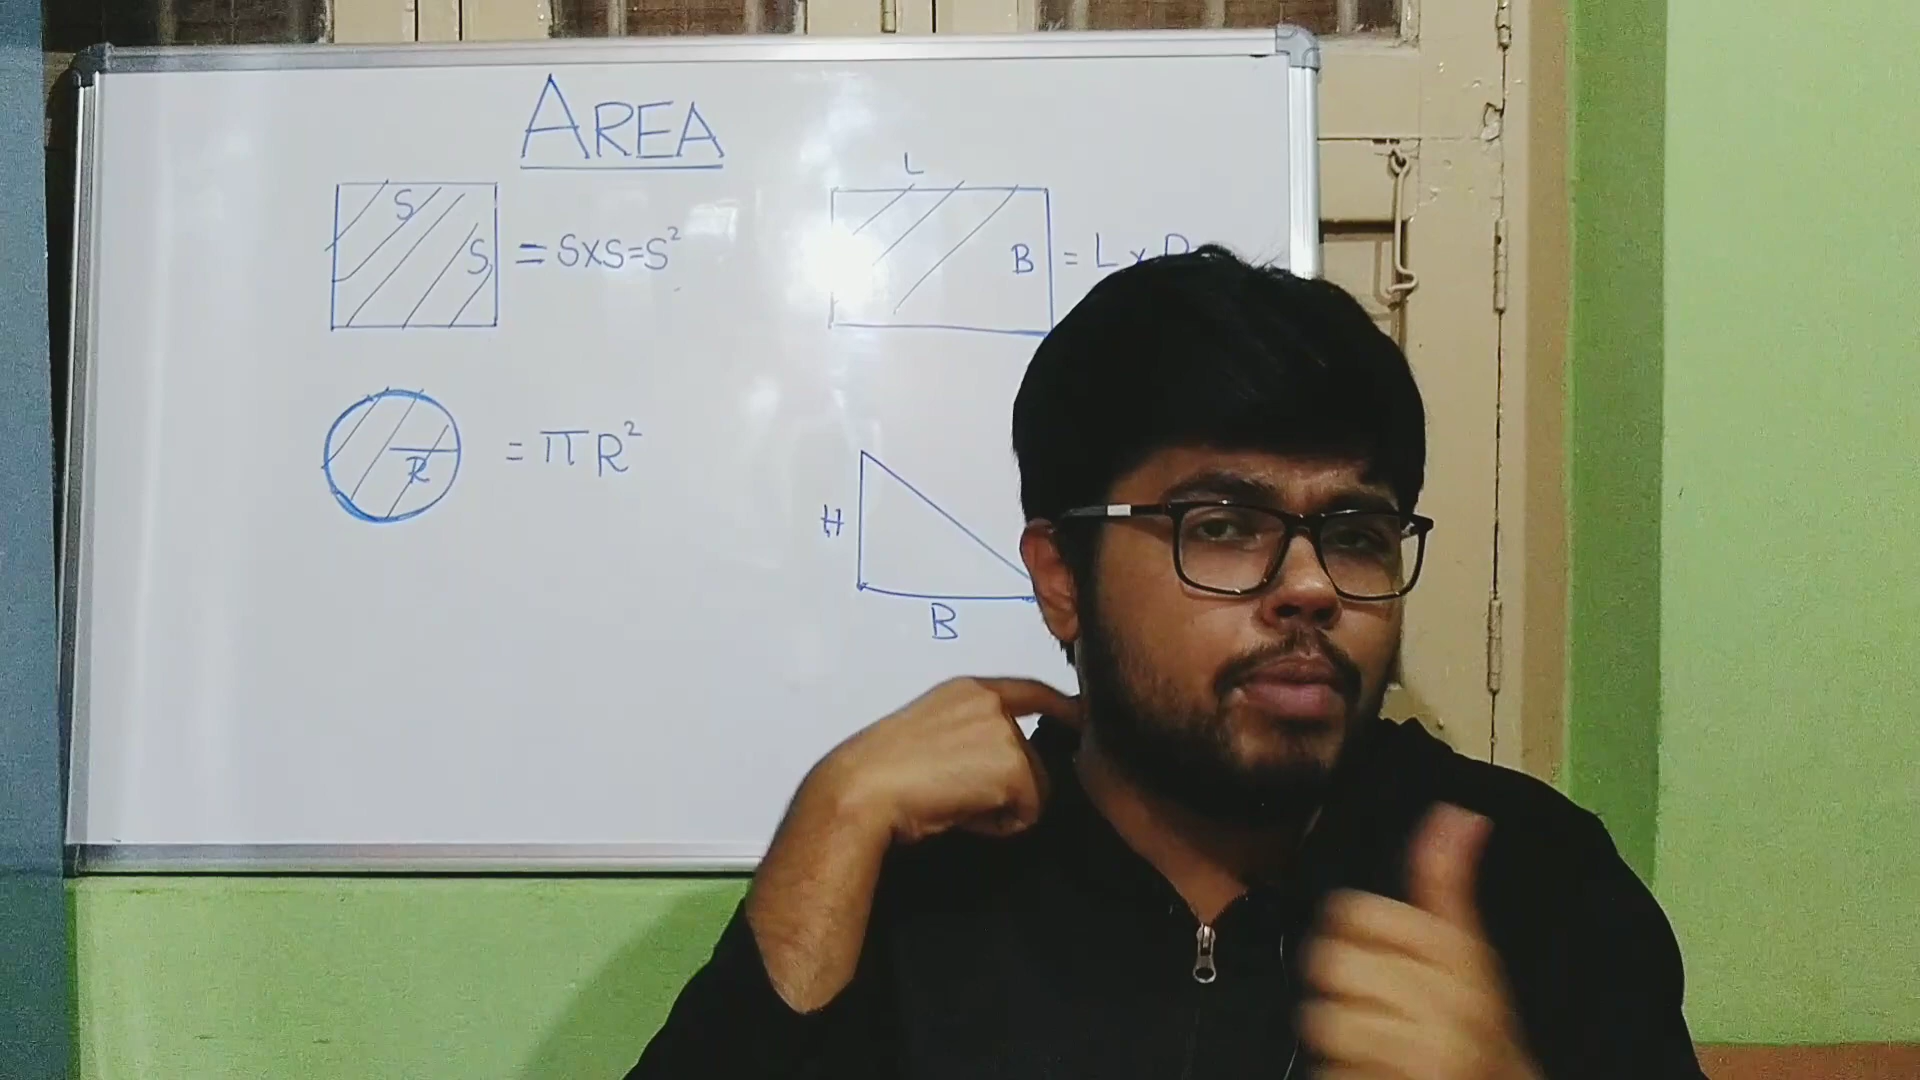 AREA
S
S
= S×S=S²
L
B
= L ×
R
= πR²
H
B